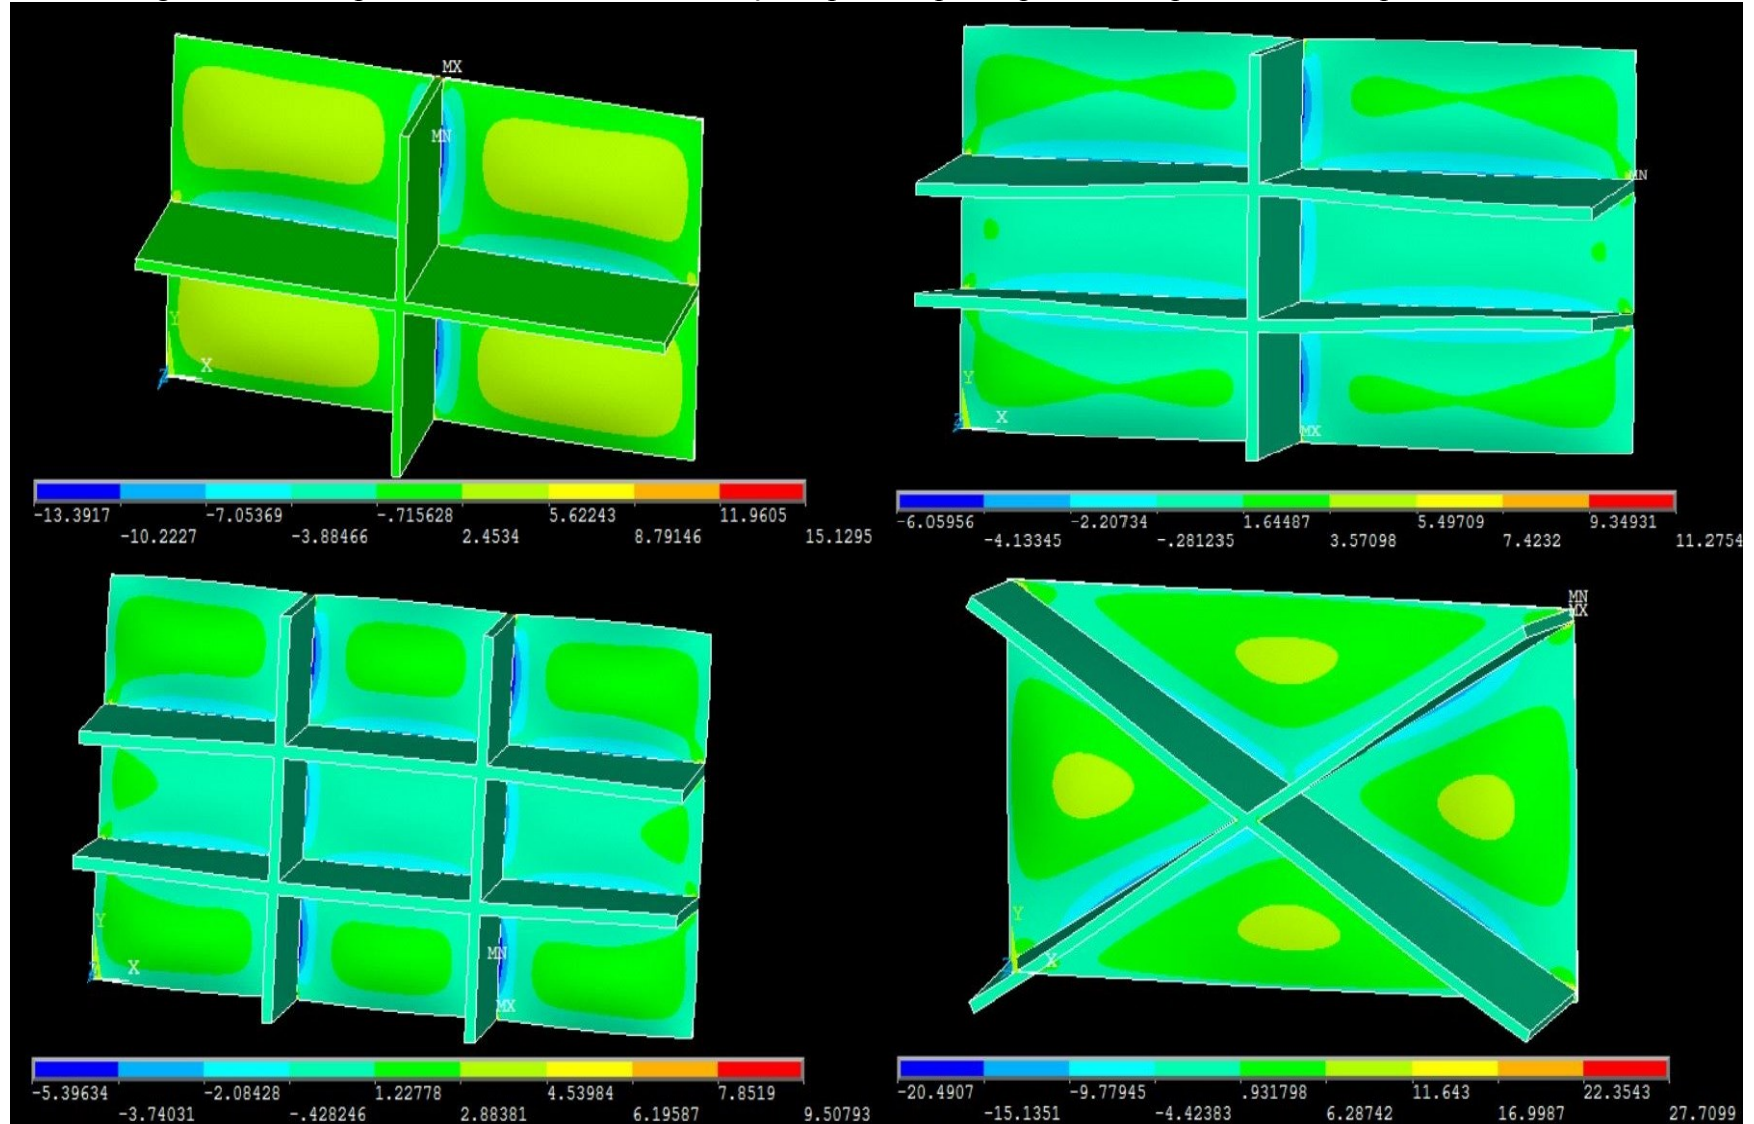 MX
MN
Y
X
Z
-13.3917 -7.05369 -.715628 5.62243 11.9605
-10.2227 -3.88466 2.4534 8.79146 15.1295
MN
Y
X
Z
MX
-6.05956 -2.20734 1.64487 5.49709 9.34931
-4.13345 -.281235 3.57098 7.4232 11.2754
Y
MN
X
Z
MX
-5.39634 -2.08428 1.22778 4.53984 7.8519
-3.74031 -.428246 2.88381 6.19587 9.50793
MN
MX
Y
X
-20.4907 -9.77945 .931798 11.643 22.3543
-15.1351 -4.42383 6.28742 16.9987 27.7099